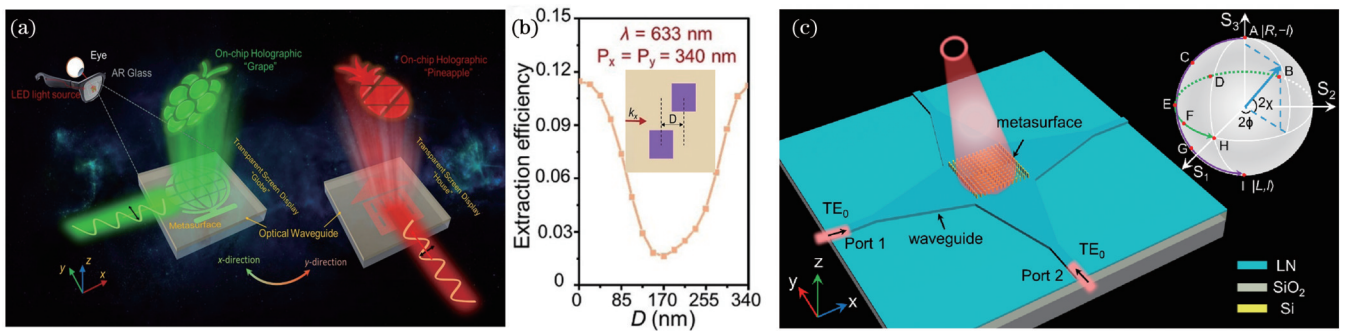 (a)
Eye
AR Glass
LED light source
On-chip Holographic
"Grape"
On-chip Holographic
"Pineapple"
Transparent Screen Display
"Globe"
Transparent Screen Display
"House"
Metasurface
Optical Waveguide
x-direction
y-direction
y
z
x
(b)
Extraction efficiency
0.15
0.12
0.09
0.06
0.03
0.00
λ = 633 nm
Pₓ = Pᵧ = 340 nm
kₓ
D
0
85
170
255
340
D (nm)
(c)
metasurface
TE₀
Port 1
waveguide
TE₀
Port 2
z
y
x
S₃
A |R,-l⟩
C
B
D
S₂
E
2χ
F
2ϕ
H
G
S₁
I |L,l⟩
LN
SiO₂
Si